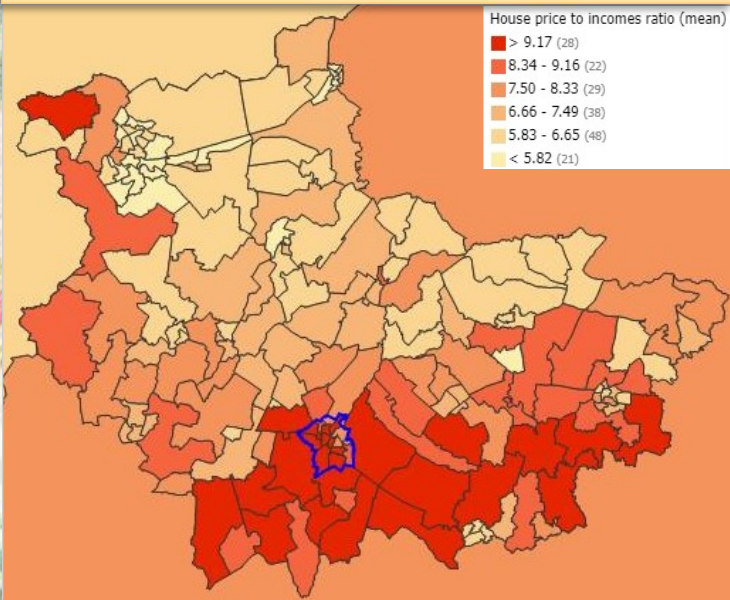 House price to incomes ratio (mean)
> 9.17 (28)
8.34 - 9.16 (22)
7.50 - 8.33 (29)
6.66 - 7.49 (38)
5.83 - 6.65 (48)
< 5.82 (21)